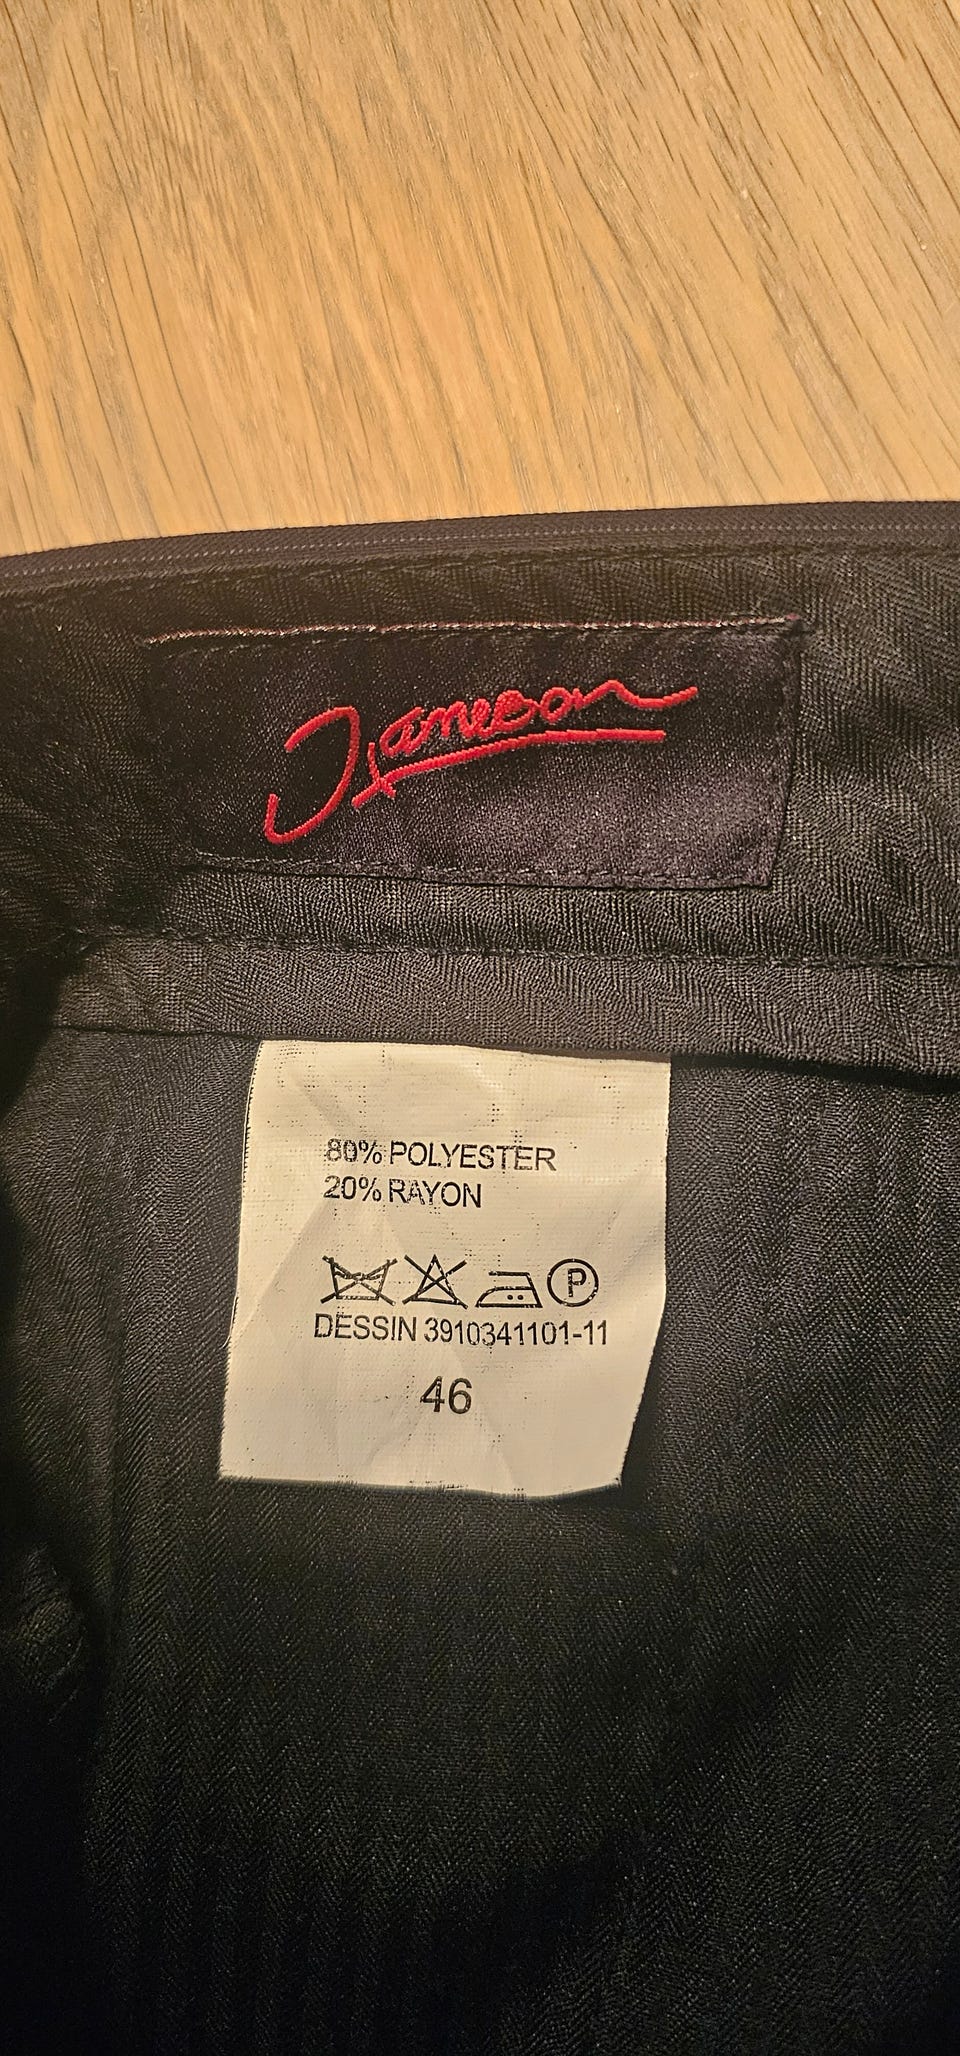 Jameson
80% POLYESTER
20% RAYON
P
DESSIN 3910341101-11
46